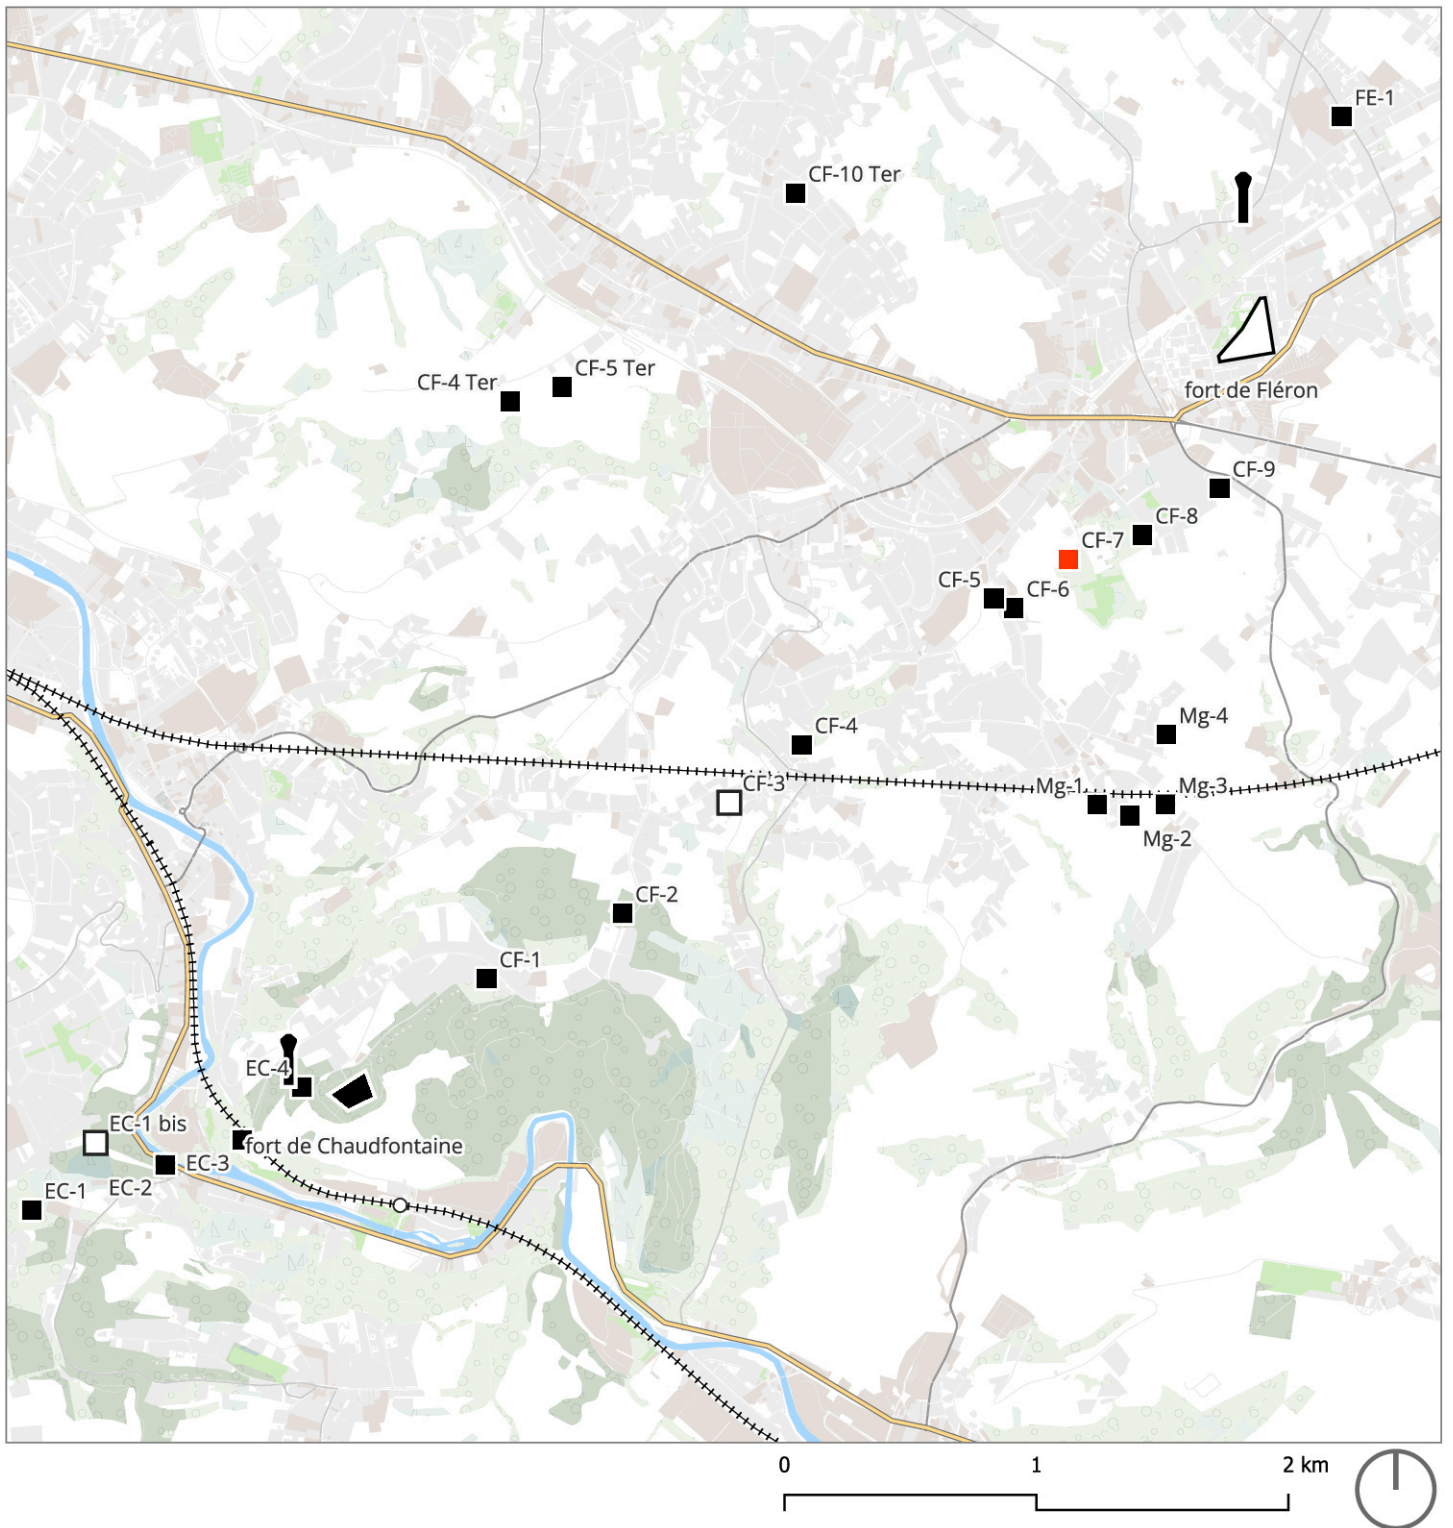 FE-1
CF-10 Ter
CF-5 Ter
CF-4 Ter
fort de Fléron
CF-9
CF-8
CF-7
CF-5
CF-6
Mg-4
CF-4
CF-3
Mg-1
Mg-3
Mg-2
CF-2
CF-1
EC-4
EC-1 bis
fort de Chaudfontaine
EC-3
EC-2
EC-1
0 1 2 km